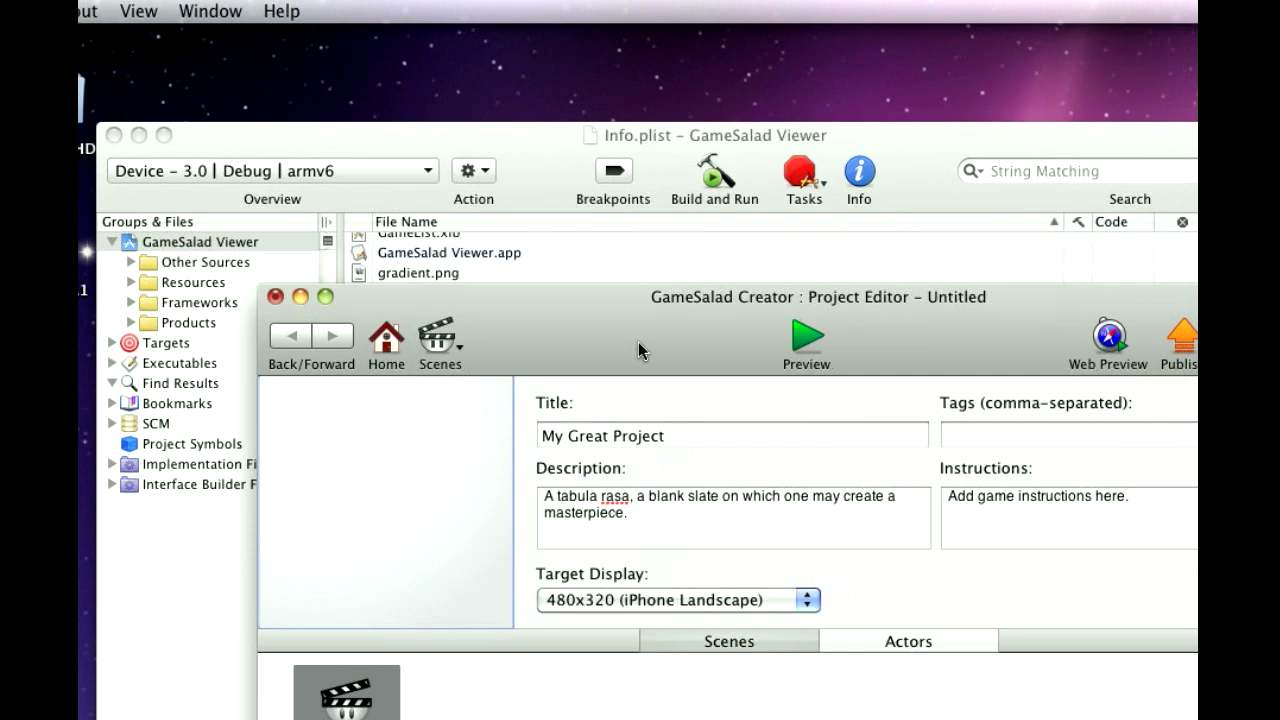 out View Window Help
HD
.1
Info.plist – GameSalad Viewer
Device – 3.0 | Debug | armv6
String Matching
Overview Action Breakpoints Build and Run Tasks Info Search
Groups & Files File Name Code
GameList.xib
GameSalad Viewer
GameSalad Viewer.app
Other Sources
gradient.png
Resources
Frameworks
Products
Targets
Executables
Find Results
Bookmarks
SCM
Project Symbols
Implementation Fi
Interface Builder F
GameSalad Creator : Project Editor – Untitled
Back/Forward Home Scenes Preview Web Preview Publis
Title: Tags (comma-separated):
My Great Project
Description: Instructions:
A tabula rasa, a blank slate on which one may create a
masterpiece.
Add game instructions here.
Target Display:
480x320 (iPhone Landscape)
Scenes Actors